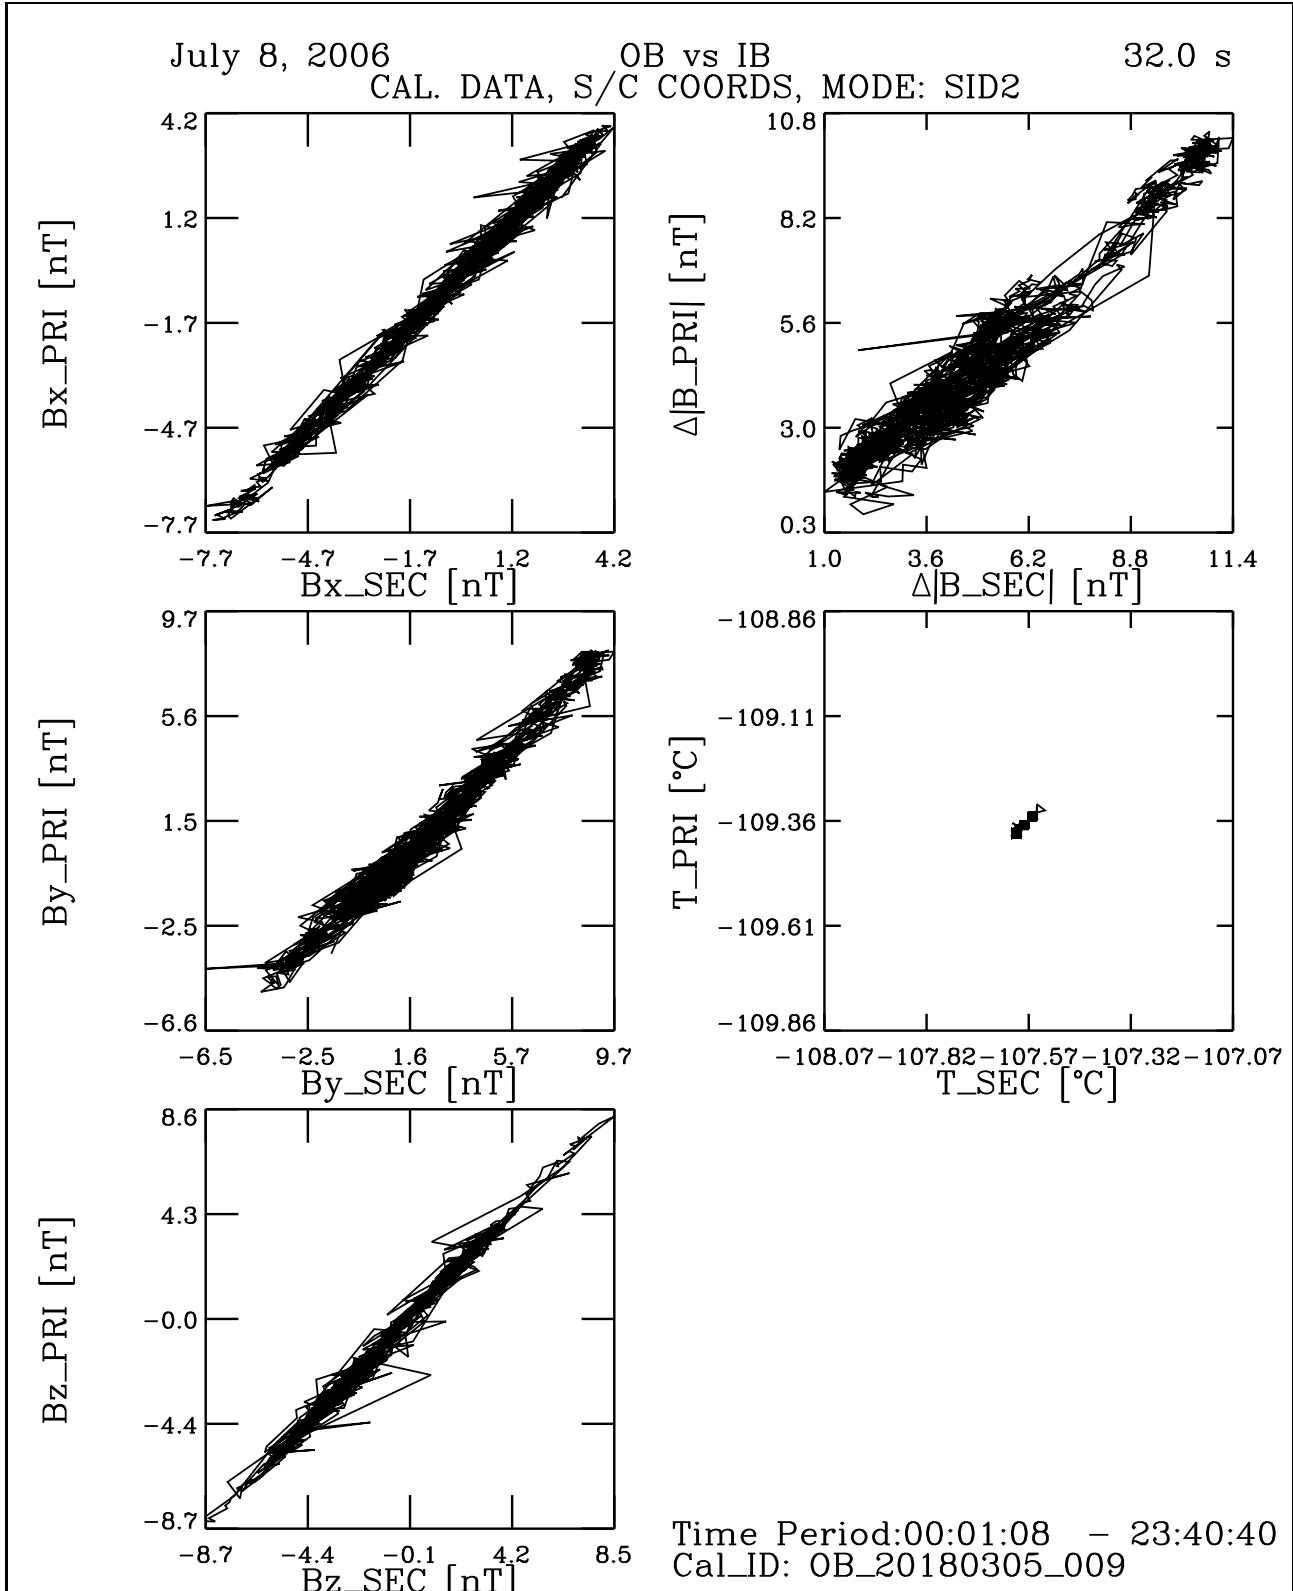 July 8, 2006 OB vs IB 32.0 s
CAL. DATA, S/C COORDS, MODE: SID2
4.2
1.2
−1.7
−4.7
−7.7
Bx_PRI [nT]
−7.7 −4.7 −1.7 1.2 4.2
Bx_SEC [nT]
10.8
8.2
5.6
3.0
0.3
Δ|B_PRI| [nT]
1.0 3.6 6.2 8.8 11.4
Δ|B_SEC| [nT]
9.7
5.6
1.5
−2.5
−6.6
By_PRI [nT]
−6.5 −2.5 1.6 5.7 9.7
By_SEC [nT]
−108.86
−109.11
−109.36
−109.61
−109.86
T_PRI [°C]
−108.07 −107.82 −107.57 −107.32 −107.07
T_SEC [°C]
8.6
4.3
−0.0
−4.4
−8.7
Bz_PRI [nT]
−8.7 −4.4 −0.1 4.2 8.5
Bz_SEC [nT]
Time Period:00:01:08 − 23:40:40
Cal_ID: OB_20180305_009